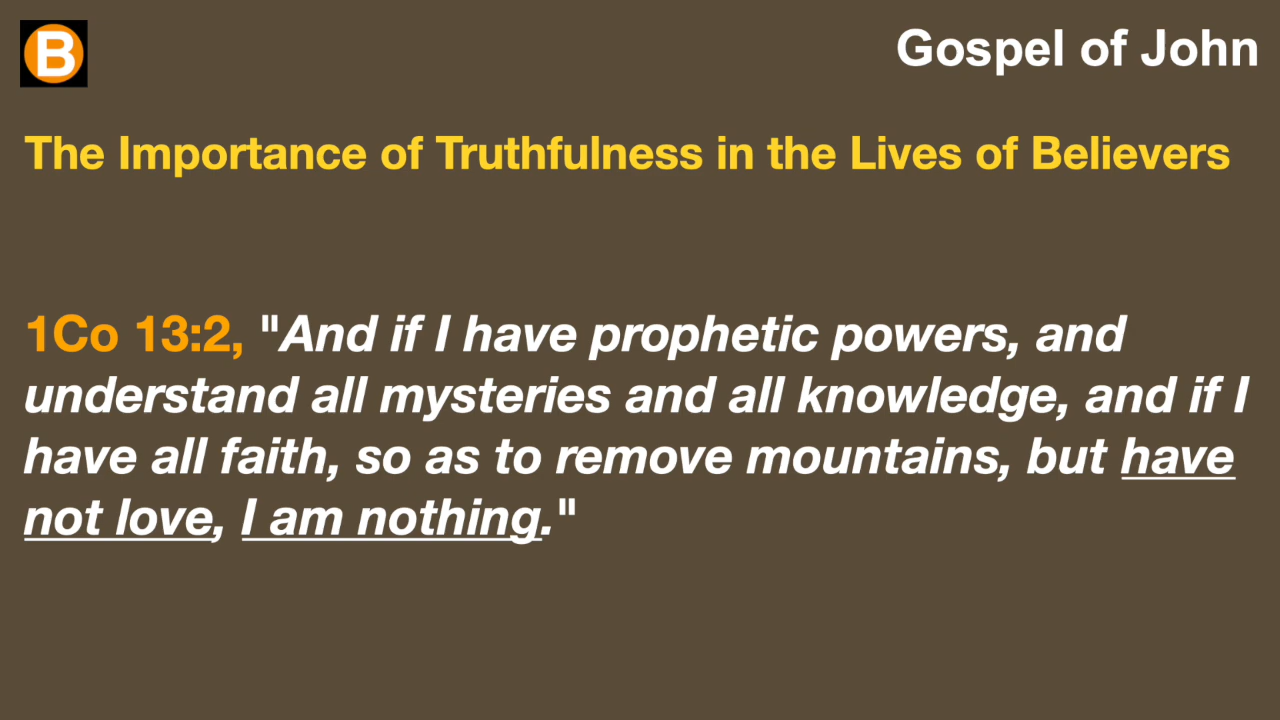 B
Gospel of John
The Importance of Truthfulness in the Lives of Believers
1Co 13:2, "And if I have prophetic powers, and
understand all mysteries and all knowledge, and if I
have all faith, so as to remove mountains, but have
not love, I am nothing."